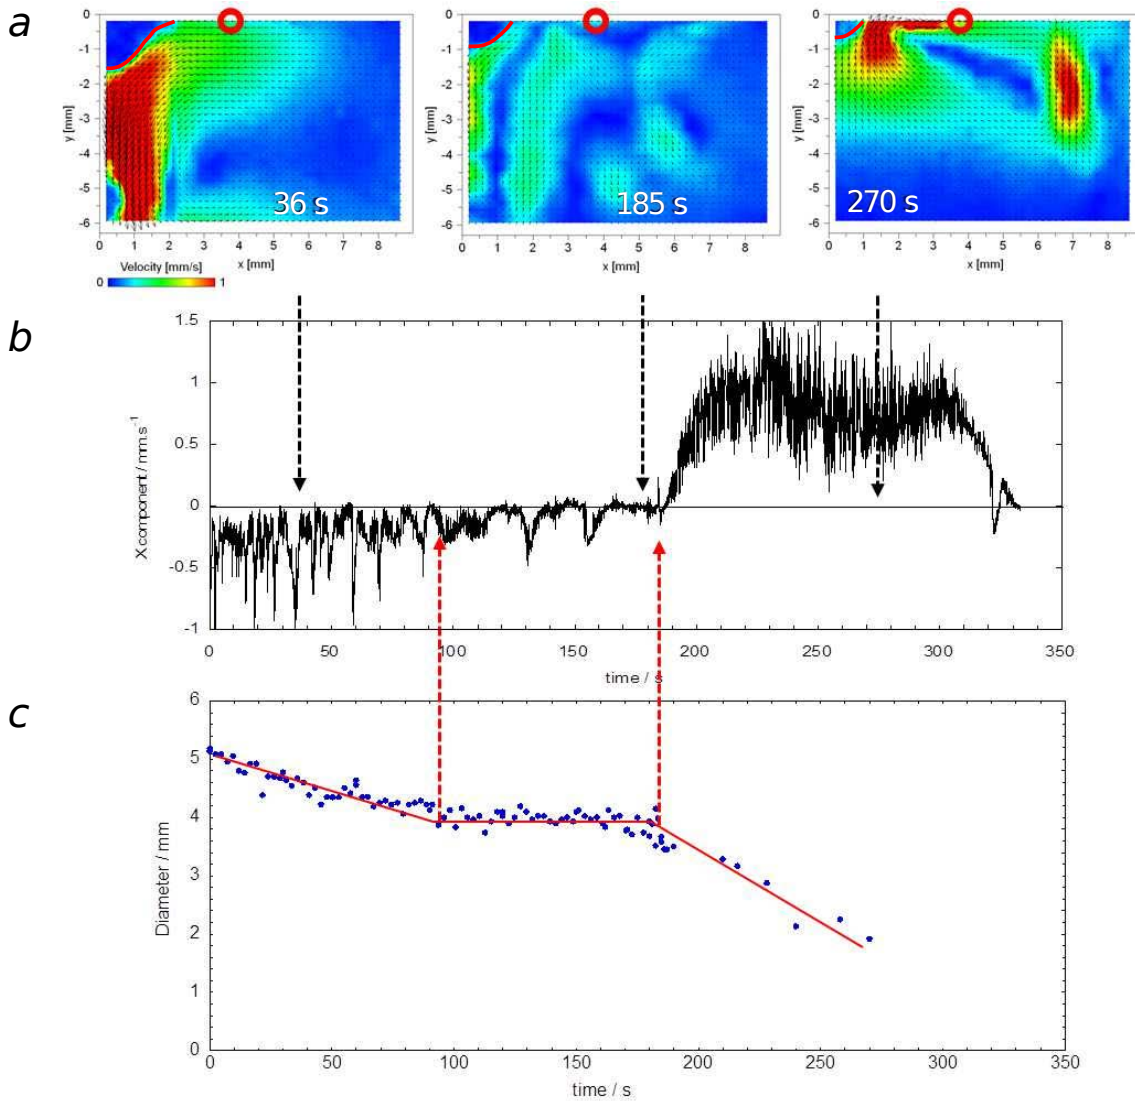 a
0
-1
-2
-3
-4
-5
-6
y [mm]
36 s
0 1 2 3 4 5 6 7 8
x [mm]
Velocity [mm/s]
0 1
0
-1
-2
-3
-4
-5
-6
y [mm]
185 s
0 1 2 3 4 5 6 7 8
x [mm]
0
-1
-2
-3
-4
-5
-6
y [mm]
270 s
0 1 2 3 4 5 6 7 8
x [mm]
b
1.5
1
0.5
0
-0.5
-1
X component / mm.s-1
0 50 100 150 200 250 300 350
time / s
c
6
5
4
3
2
1
0
Diameter / mm
0 50 100 150 200 250 300 350
time / s